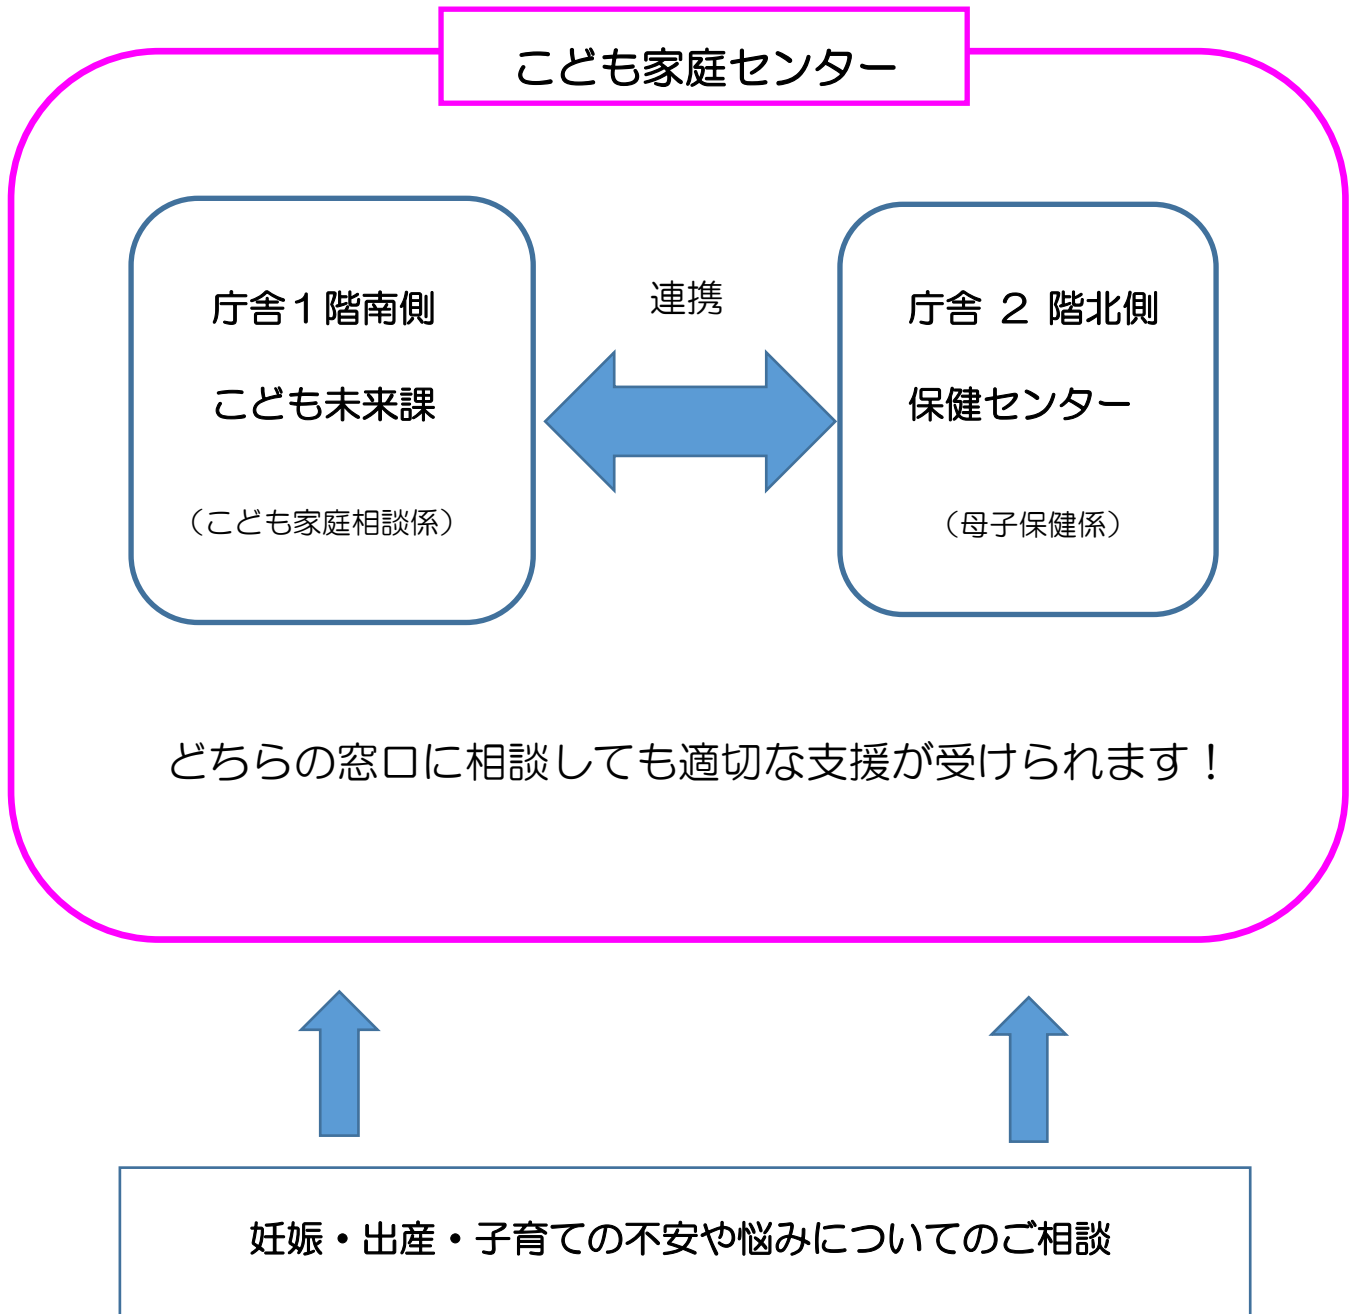 こども家庭センター
庁舎１階南側
こども未来課
（こども家庭相談係）
連携
庁舎 ２ 階北側
保健センター
（母子保健係）
どちらの窓口に相談しても適切な支援が受けられます！
妊娠・出産・子育ての不安や悩みについてのご相談